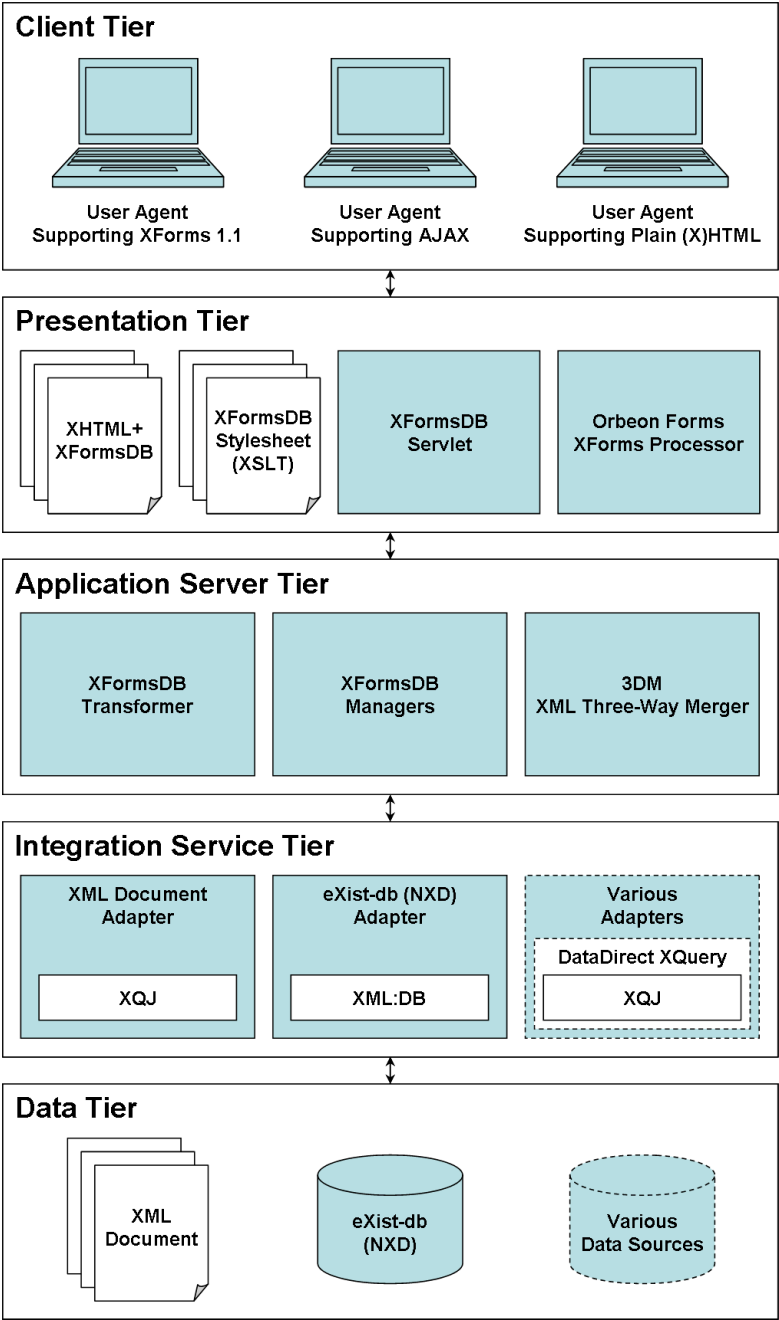 Client Tier
User Agent
Supporting XForms 1.1
User Agent
Supporting AJAX
User Agent
Supporting Plain (X)HTML
Presentation Tier
XHTML+
XFormsDB
XFormsDB
Stylesheet
(XSLT)
XFormsDB
Servlet
Orbeon Forms
XForms Processor
Application Server Tier
XFormsDB
Transformer
XFormsDB
Managers
3DM
XML Three-Way Merger
Integration Service Tier
XML Document
Adapter
XQJ
eXist-db (NXD)
Adapter
XML:DB
Various
Adapters
DataDirect XQuery
XQJ
Data Tier
XML
Document
eXist-db
(NXD)
Various
Data Sources